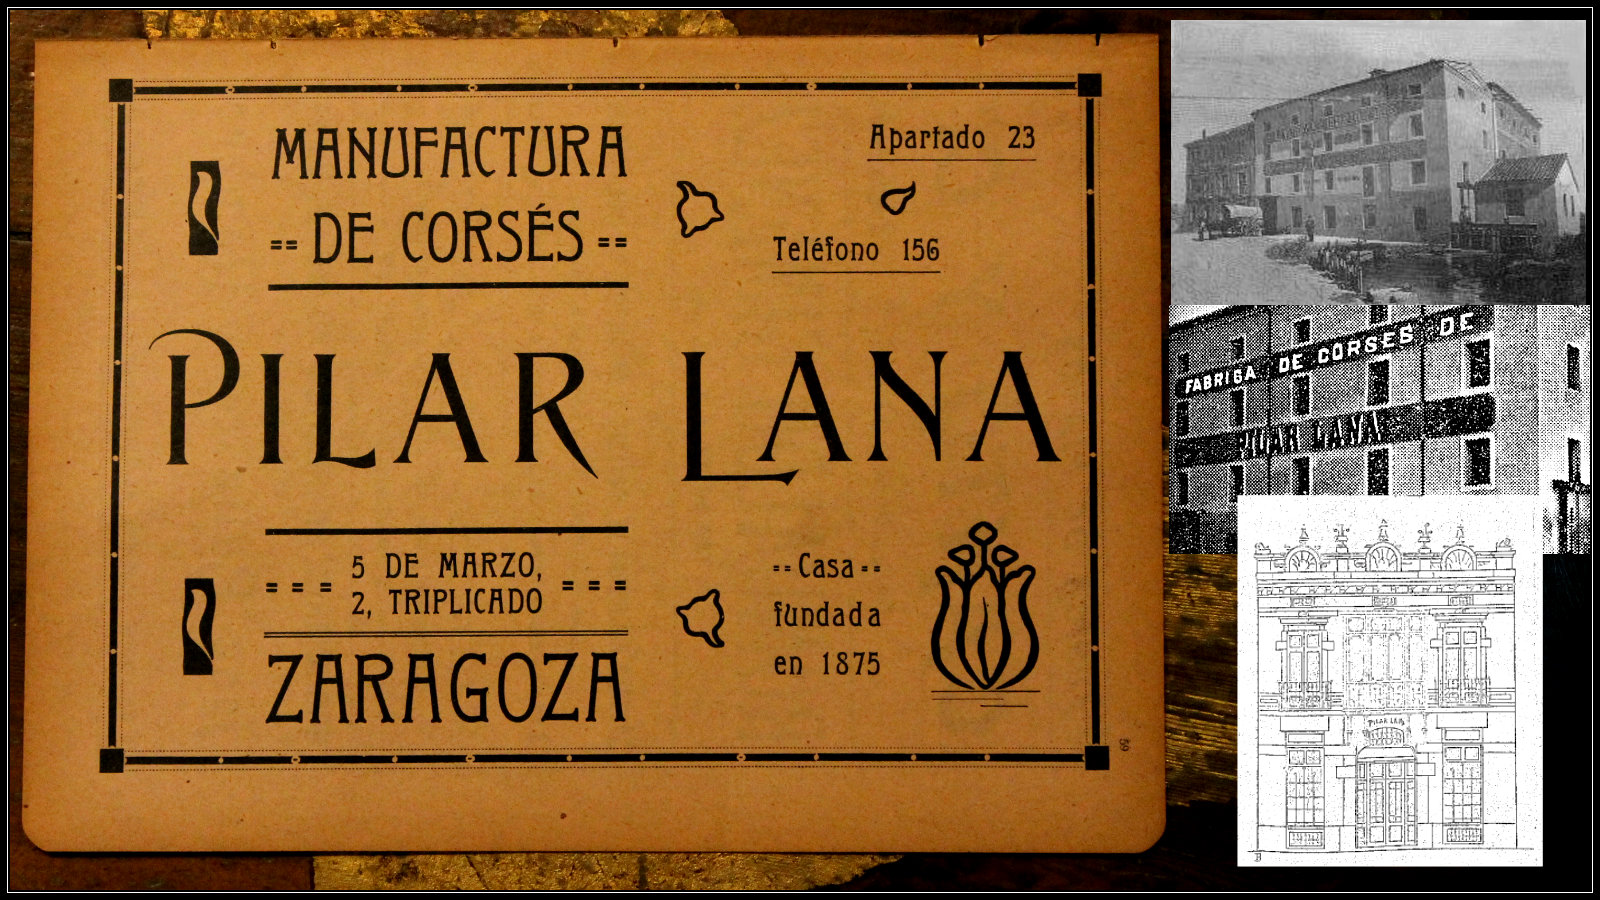 MANUFACTURA
== DE CORSÉS ==
Apartado 23
Teléfono 156
PILAR LANA
5 DE MARZO,
2, TRIPLICADO
ZARAGOZA
== Casa ==
fundada
en 1875
59
FABRICA DE CORSES DE
PILAR LANA
PILAR LANA